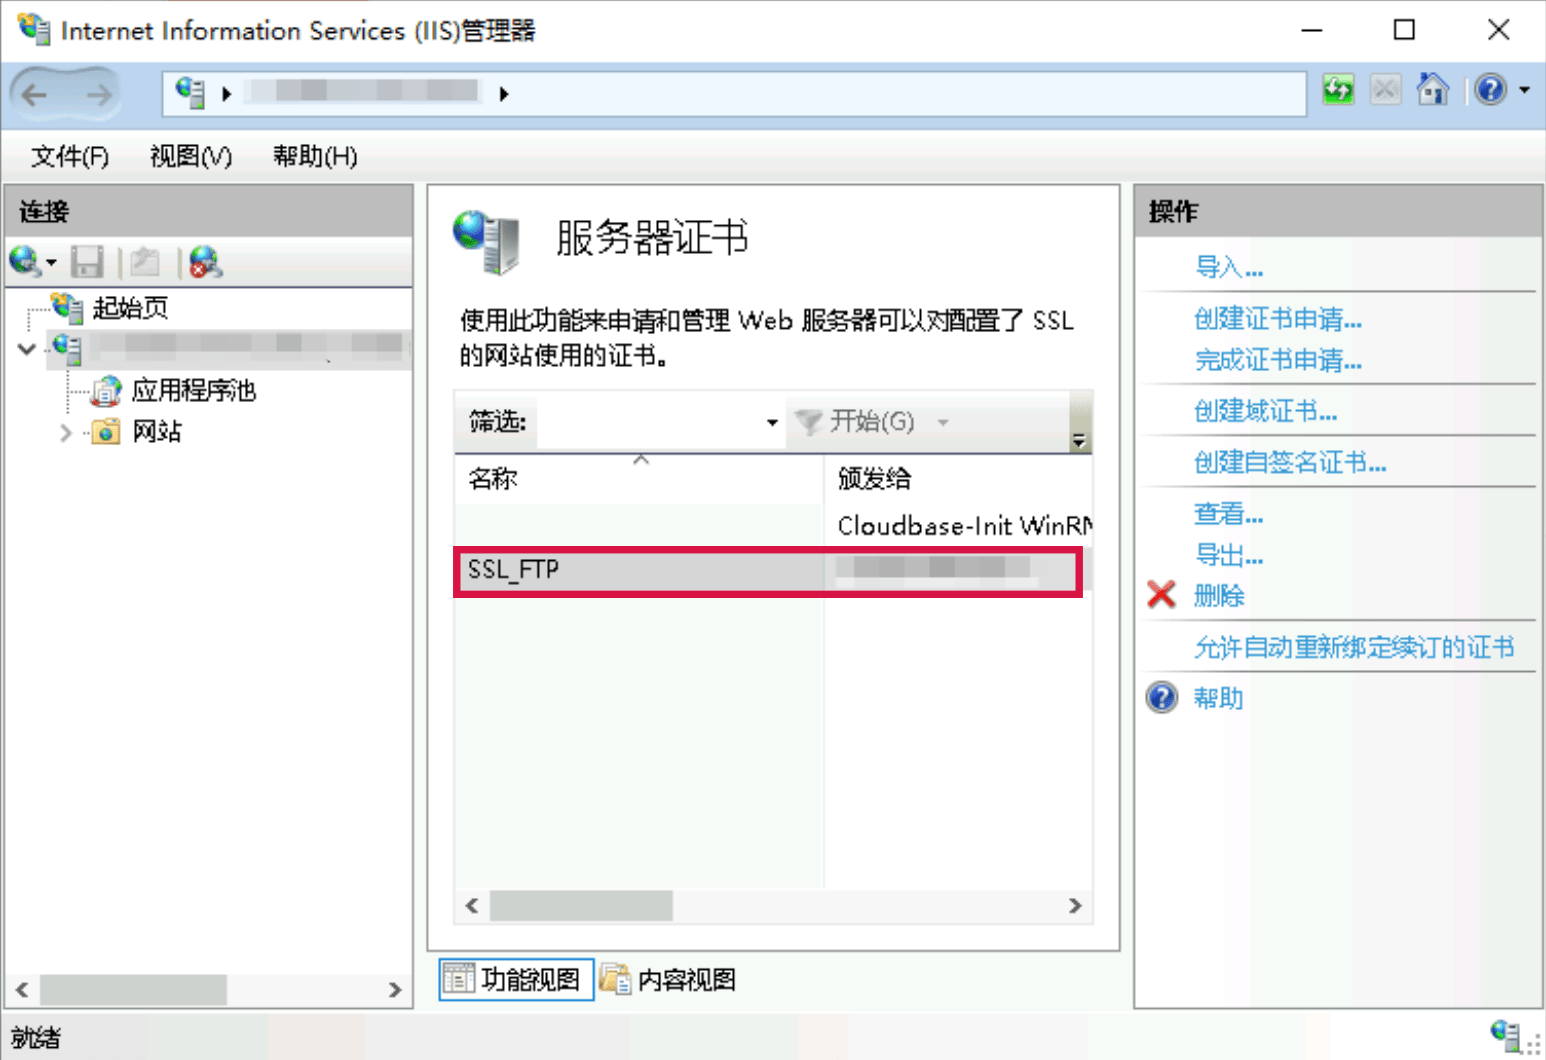 Internet Information Services (IIS)管理器
文件(F) 视图(V) 帮助(H)
连接
起始页
应用程序池
网站
服务器证书
使用此功能来申请和管理 Web 服务器可以对配置了 SSL
的网站使用的证书。
筛选: 开始(G)
名称 颁发给
Cloudbase-Init WinRM
SSL_FTP
功能视图 内容视图
操作
导入...
创建证书申请...
完成证书申请...
创建域证书...
创建自签名证书...
查看...
导出...
删除
允许自动重新绑定续订的证书
帮助
就绪